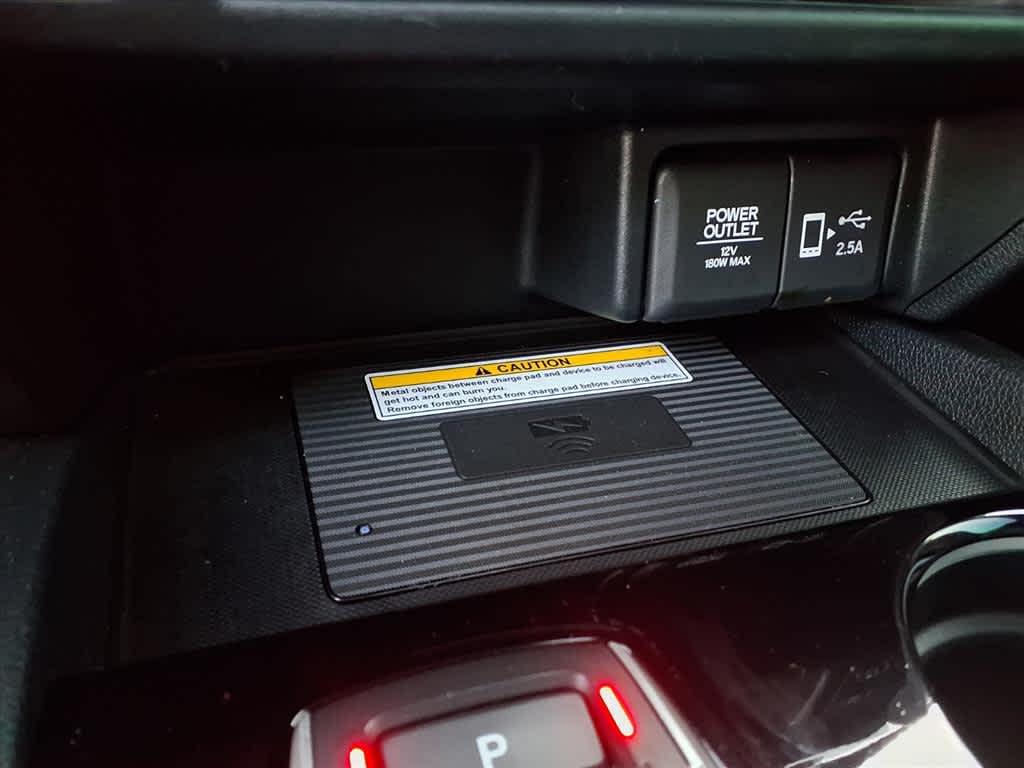 POWER
OUTLET
12V
180W MAX
2.5A
CAUTION
Metal objects between charge pad and device to be charged will
get hot and can burn you.
Remove foreign objects from charge pad before charging device.
P